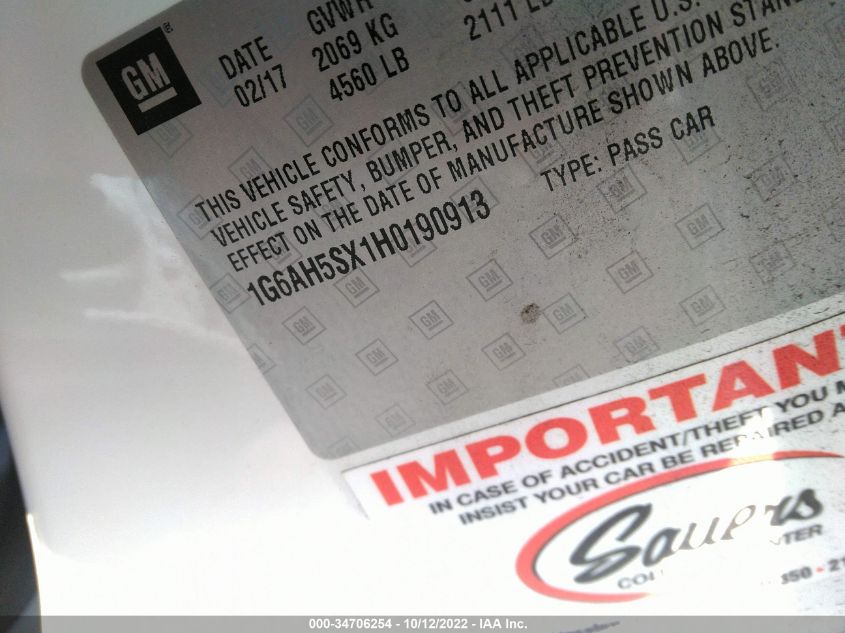 GM
DATE GVWR
02/17 2069 KG
4560 LB 2111 LB
THIS VEHICLE CONFORMS TO ALL APPLICABLE U.S.
VEHICLE SAFETY, BUMPER, AND THEFT PREVENTION
EFFECT ON THE DATE OF MANUFACTURE SHOWN ABOVE.
1G6AH5SX1H0190913 TYPE: PASS CAR
IMPORTANT
IN CASE OF ACCIDENT/THEFT YOU
INSIST YOUR CAR BE REPAIRED
Sauers
000-34706254 - 10/12/2022 - IAA Inc.